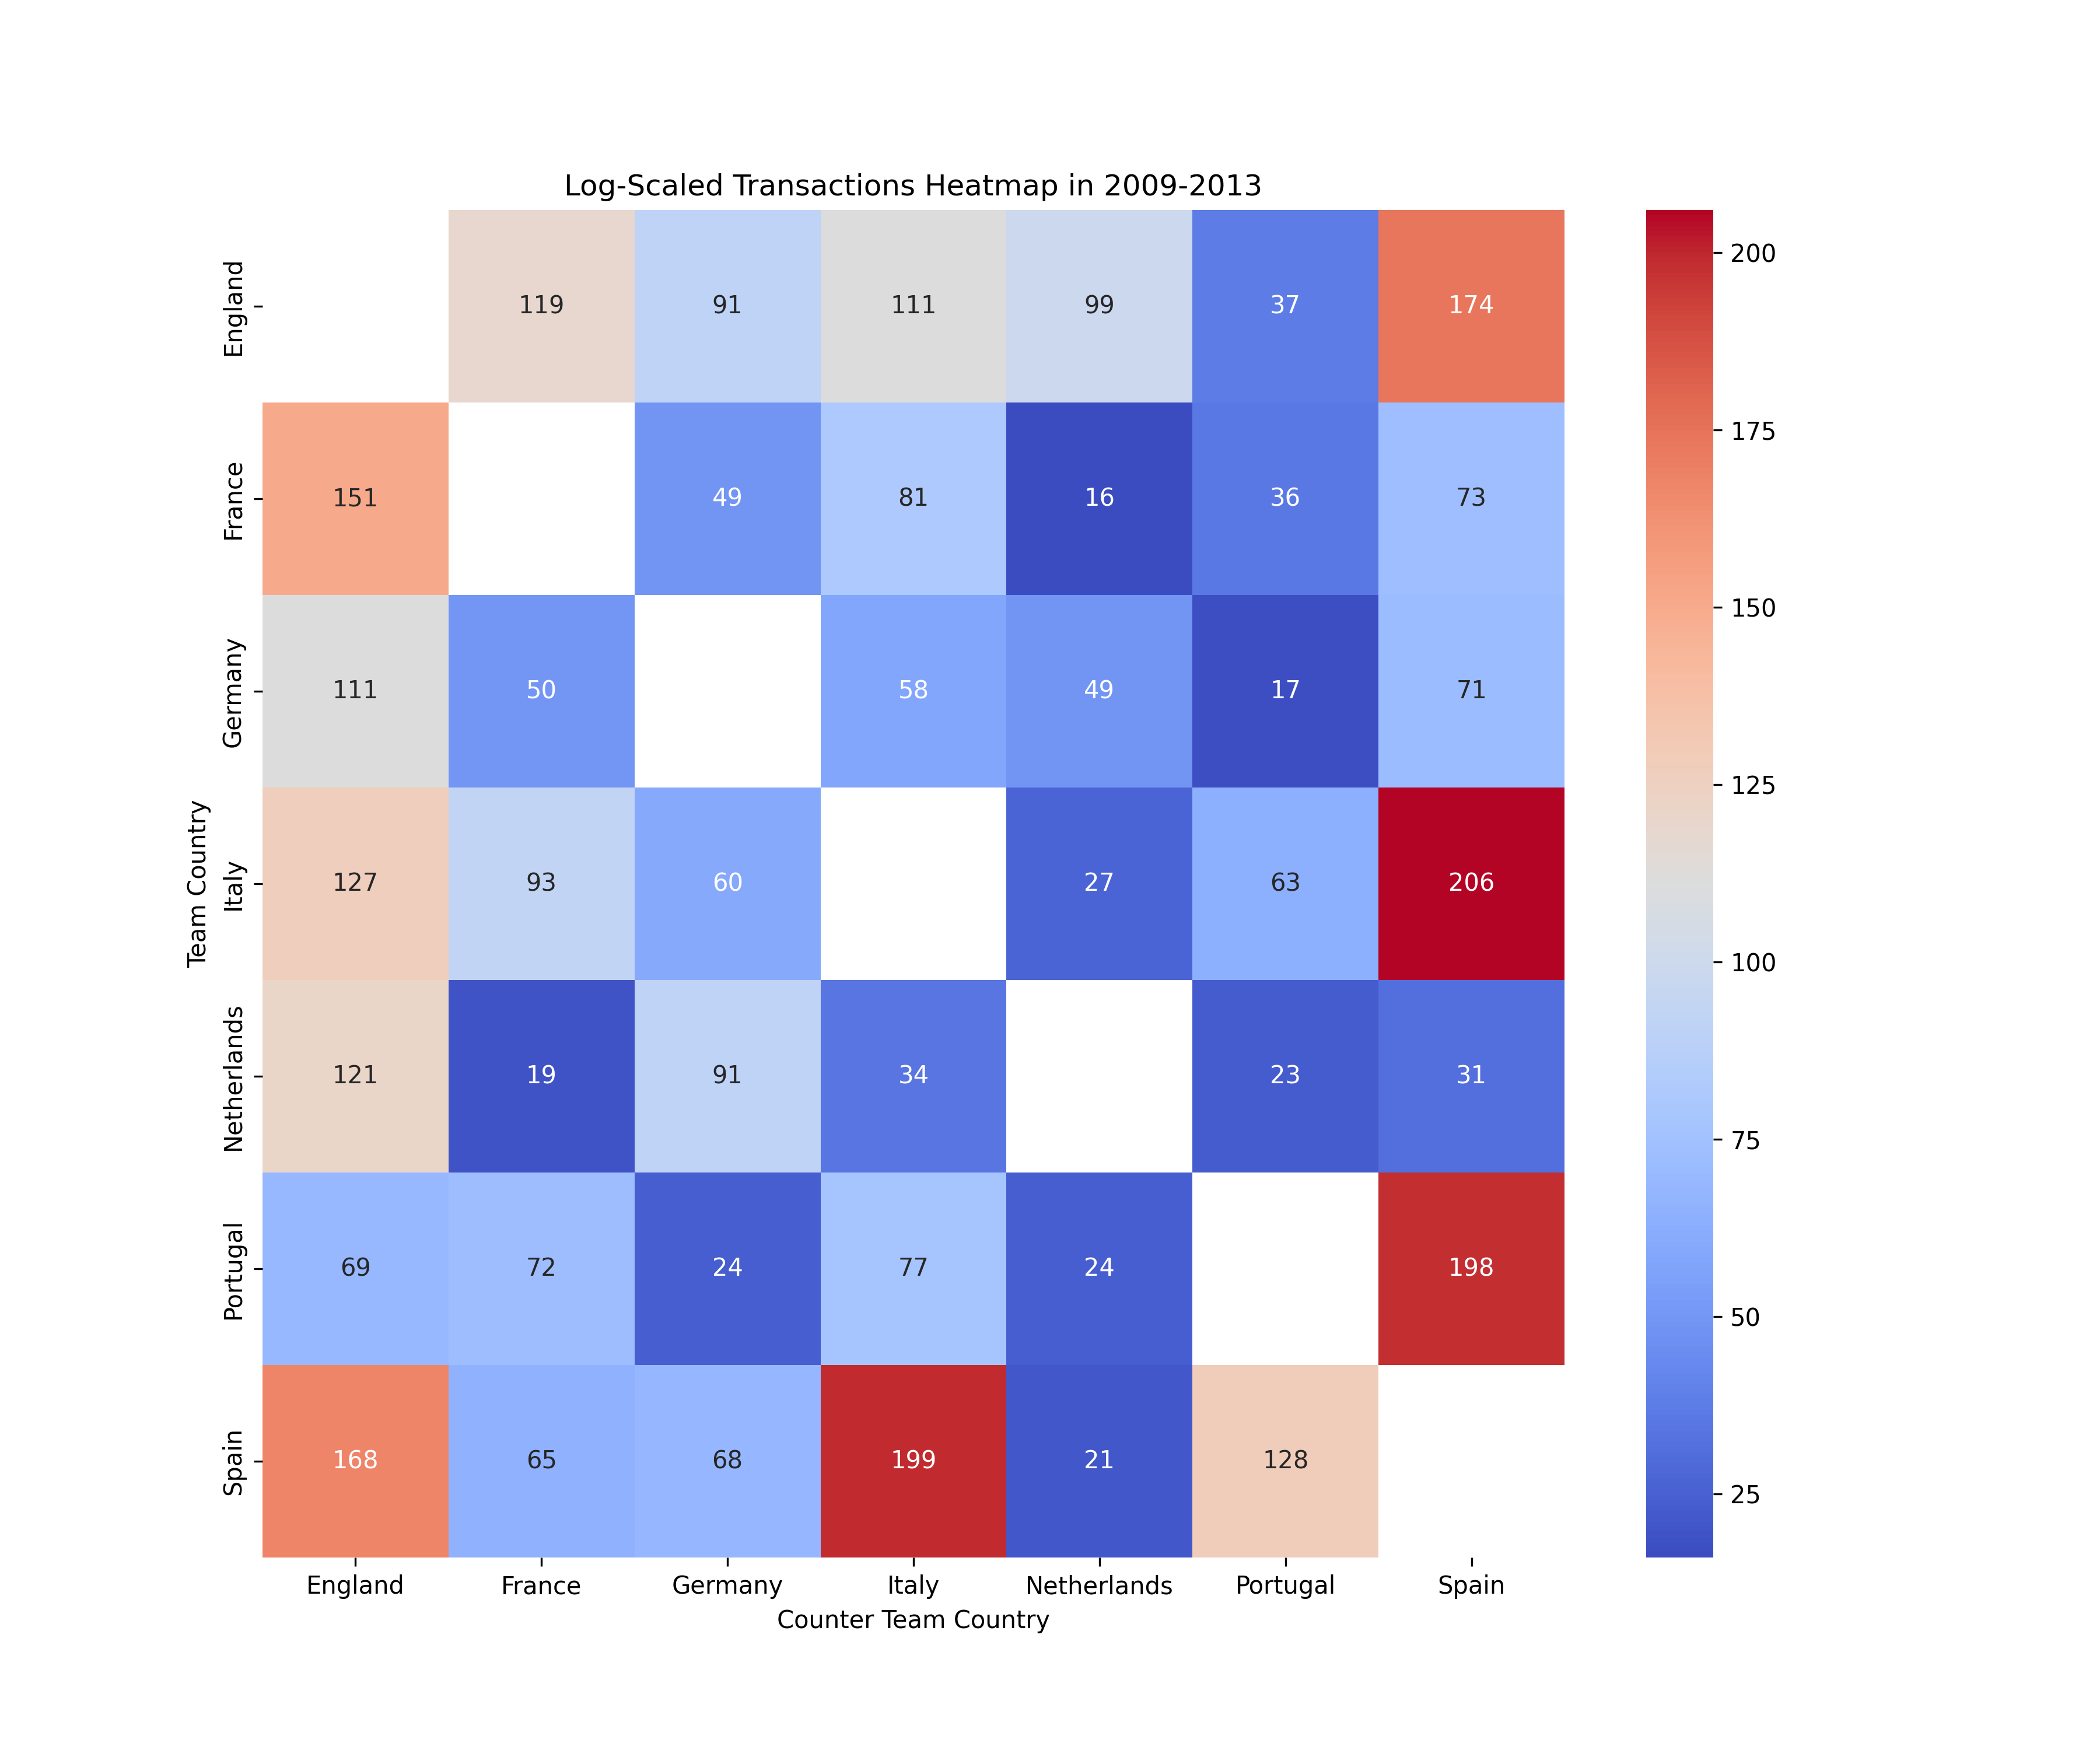 Log-Scaled Transactions Heatmap in 2009-2013
Team Country
England 119 91 111 99 37 174
France 151 49 81 16 36 73
Germany 111 50 58 49 17 71
Italy 127 93 60 27 63 206
Netherlands 121 19 91 34 23 31
Portugal 69 72 24 77 24 198
Spain 168 65 68 199 21 128
England France Germany Italy Netherlands Portugal Spain
Counter Team Country
200
175
150
125
100
75
50
25